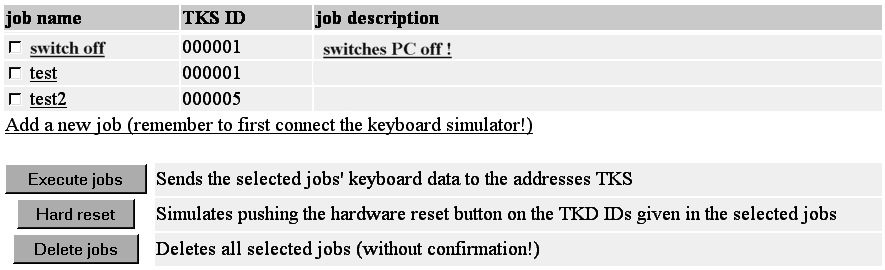 job name TKS ID job description
switch off 000001 switches PC off !
test 000001
test2 000005
Add a new job (remember to first connect the keyboard simulator!)
Execute jobs Sends the selected jobs' keyboard data to the addresses TKS
Hard reset Simulates pushing the hardware reset button on the TKD IDs given in the selected jobs
Delete jobs Deletes all selected jobs (without confirmation!)